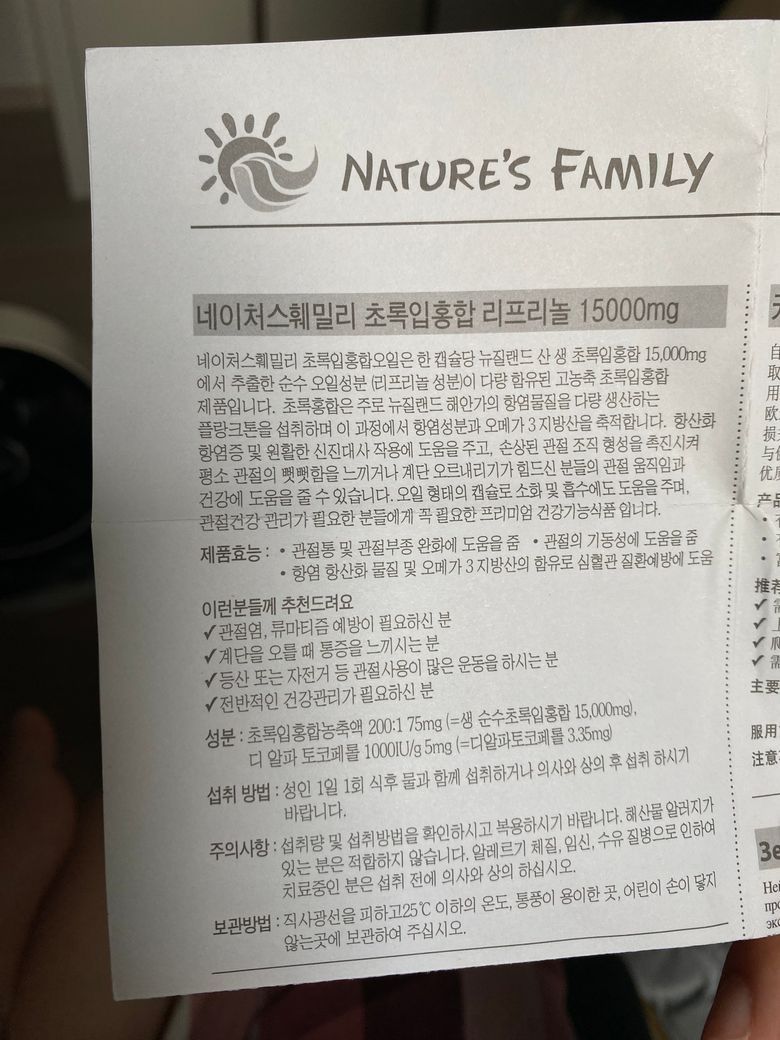 NATURE'S FAMILY
네이처스훼밀리 초록입홍합 리프리놀 15000mg
네이처스훼밀리 초록입홍합오일은 한 캡슐당 뉴질랜드 산 생 초록입홍합 15,000mg
에서 추출한 순수 오일성분 (리프리놀 성분)이 다량 함유된 고농축 초록입홍합
제품입니다. 초록홍합은 주로 뉴질랜드 해안가의 항염물질을 다량 생산하는
플랑크톤을 섭취하며 이 과정에서 항염성분과 오메가 3 지방산을 축적합니다. 항산화
항염증 및 원활한 신진대사 작용에 도움을 주고, 손상된 관절 조직 형성을 촉진시켜
평소 관절의 뻣뻣함을 느끼거나 계단 오르내리기가 힘드신 분들의 관절 움직임과
건강에 도움을 줄 수 있습니다. 오일 형태의 캡슐로 소화 및 흡수에도 도움을 주며,
관절건강 관리가 필요한 분들에게 꼭 필요한 프리미엄 건강기능식품 입니다.
제품효능 : • 관절통 및 관절부종 완화에 도움을 줌 • 관절의 기동성에 도움을 줌
• 항염 항산화 물질 및 오메가 3 지방산의 함유로 심혈관 질환예방에 도움
이런분들께 추천드려요
✓관절염, 류마티즘 예방이 필요하신 분
✓계단을 오를 때 통증을 느끼시는 분
✓등산 또는 자전거 등 관절사용이 많은 운동을 하시는 분
✓전반적인 건강관리가 필요하신 분
성분 : 초록입홍합농축액 200:1 75mg (=생 순수초록입홍합 15,000mg),
디 알파 토코페롤 1000IU/g 5mg (=디알파토코페롤 3.35mg)
섭취 방법 : 성인 1일 1회 식후 물과 함께 섭취하거나 의사와 상의 후 섭취 하시기
바랍니다.
주의사항 : 섭취량 및 섭취방법을 확인하시고 복용하시기 바랍니다. 해산물 알러지가
있는 분은 적합하지 않습니다. 알레르기 체질, 임신, 수유 질병으로 인하여
치료중인 분은 섭취 전에 의사와 상의 하십시오.
보관방법 : 직사광선을 피하고25℃ 이하의 온도, 통풍이 용이한 곳, 어린이 손이 닿지
않는곳에 보관하여 주십시오.
自
取
用
欧
损
与
优质
产品
推荐
✓ 需
✓ 上
✓ 爬
✓ 需
主要
服用
注意
Зе
Ней
про
экс